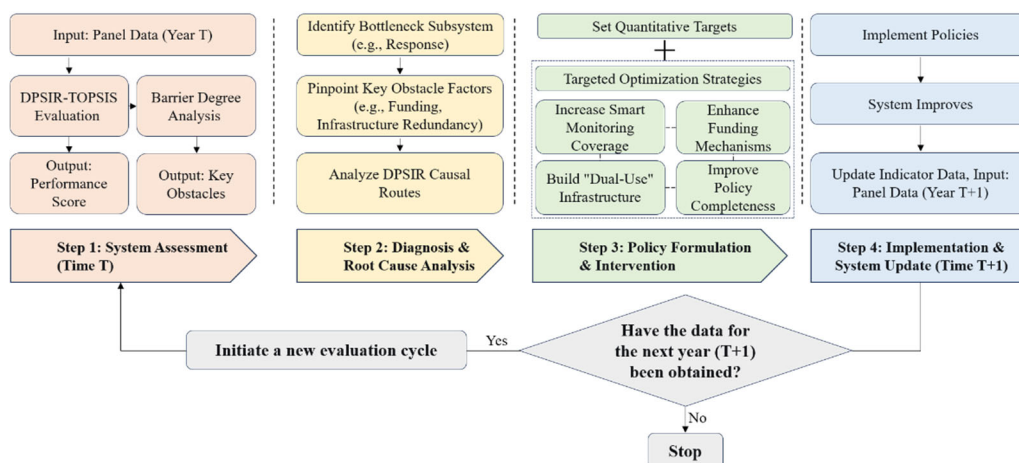 Input: Panel Data (Year T)
DPSIR-TOPSIS
Evaluation
Barrier Degree
Analysis
Output:
Performance
Score
Output: Key
Obstacles
Step 1: System Assessment
(Time T)
Identify Bottleneck Subsystem
(e.g., Response)
Pinpoint Key Obstacle Factors
(e.g., Funding,
Infrastructure Redundancy)
Analyze DPSIR Causal
Routes
Step 2: Diagnosis &
Root Cause Analysis
Set Quantitative Targets
Targeted Optimization Strategies
Increase Smart
Monitoring
Coverage
Enhance
Funding
Mechanisms
Build "Dual-Use"
Infrastructure
Improve
Policy
Completeness
Step 3: Policy Formulation
& Intervention
Implement Policies
System Improves
Update Indicator Data, Input:
Panel Data (Year T+1)
Step 4: Implementation &
System Update (Time T+1)
Have the data for
the next year (T+1)
been obtained?
Yes
Initiate a new evaluation cycle
No
Stop